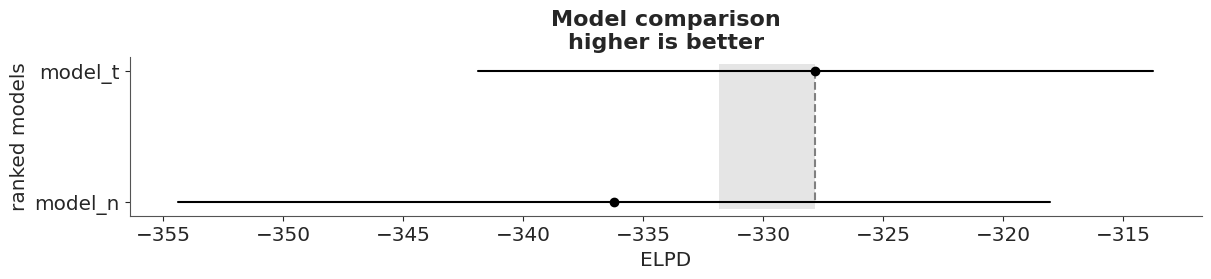 Model comparison
higher is better
ranked models
model_t
model_n
−355 −350 −345 −340 −335 −330 −325 −320 −315
ELPD